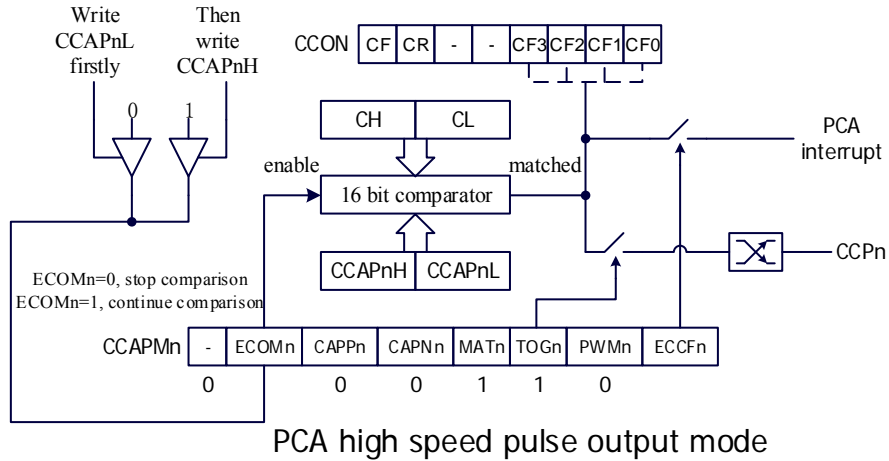 Write
CCAPnL
firstly
Then
write
CCAPnH
CCON CF CR - - CF3 CF2 CF1 CF0
0 1
CH CL
PCA
interrupt
enable
matched
16 bit comparator
CCAPnH CCAPnL
CCPn
ECOMn=0, stop comparison
ECOMn=1, continue comparison
CCAPMn - ECOMn CAPPn CAPNn MATn TOGn PWMn ECCFn
0 0 0 1 1 0
PCA high speed pulse output mode